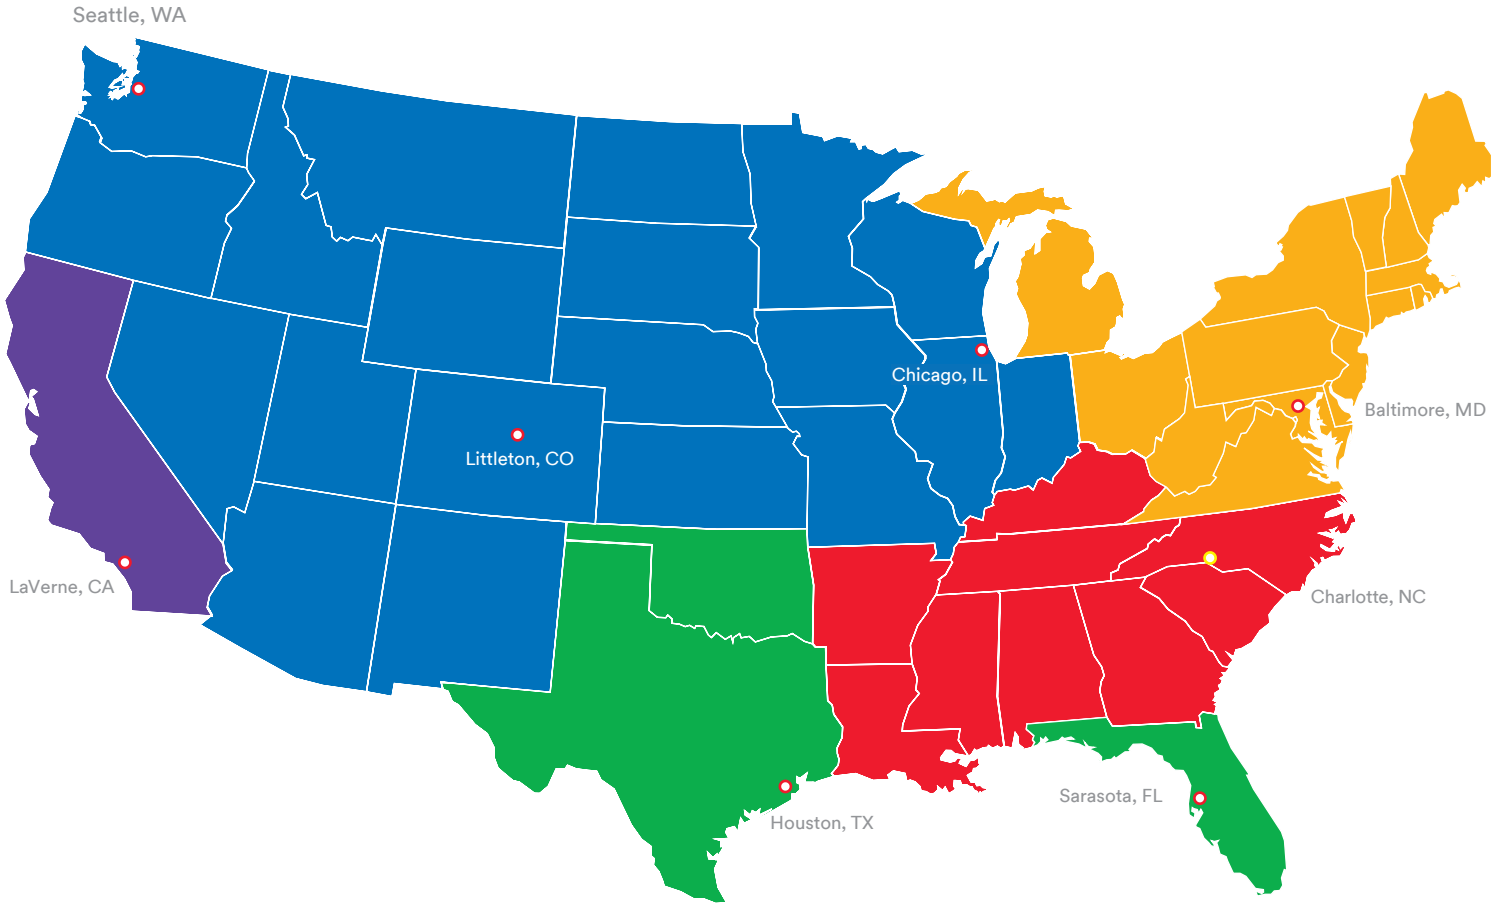 Seattle, WA
Chicago, IL
Baltimore, MD
Littleton, CO
LaVerne, CA
Charlotte, NC
Sarasota, FL
Houston, TX